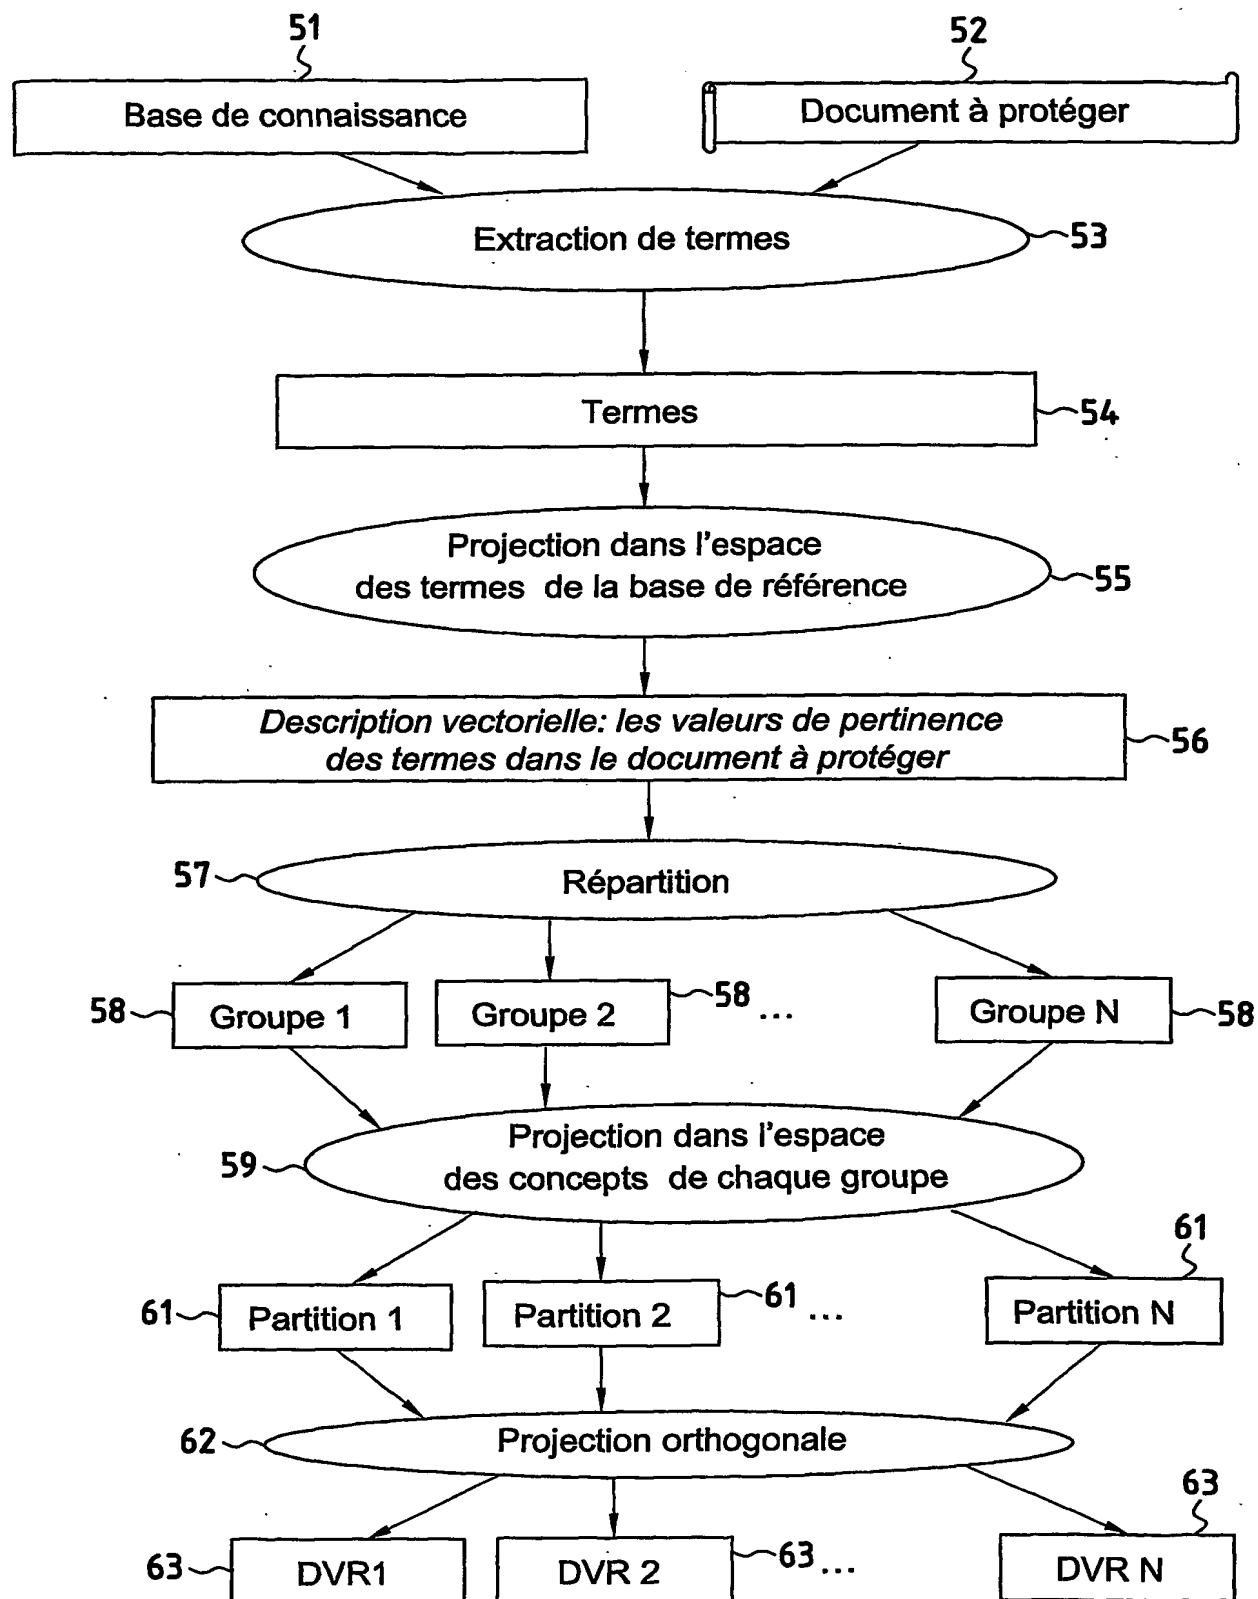 51
52
Base de connaissance
Document à protéger
Extraction de termes
53
Termes
54
Projection dans l'espace
des termes de la base de référence
55
Description vectorielle: les valeurs de pertinence
des termes dans le document à protéger
56
57
Répartition
58
Groupe 1
Groupe 2
58
...
Groupe N
58
Projection dans l'espace
des concepts de chaque groupe
59
61
61
Partition 1
Partition 2
61
...
Partition N
62
Projection orthogonale
63
63
DVR1
DVR 2
63
...
DVR N